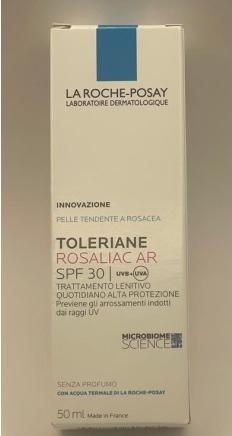 LA ROCHE-POSAY
LABORATOIRE DERMATOLOGIQUE
INNOVAZIONE
PELLE TENDENTE A ROSACEA
TOLERIANE
ROSALIAC AR
SPF 30 | UVB+UVA
TRATTAMENTO LENITIVO
QUOTIDIANO ALTA PROTEZIONE
Previene gli arrossamenti indotti
dai raggi UV
MICROBIOME
SCIENCE
SENZA PROFUMO
CON ACQUA TERMALE DI LA ROCHE-POSAY
50 ml Made in France